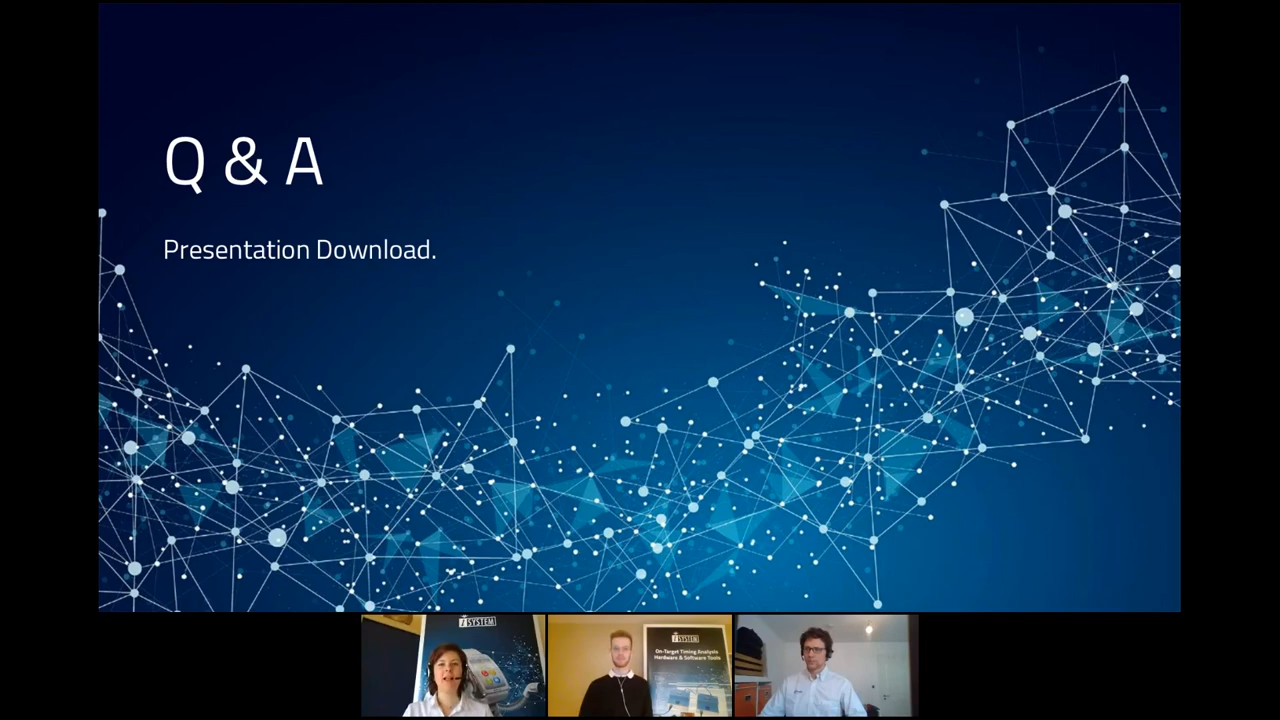 Q & A
Presentation Download.
iSYSTEM
iSYSTEM
On-Target Timing Analysis
Hardware & Software Tools